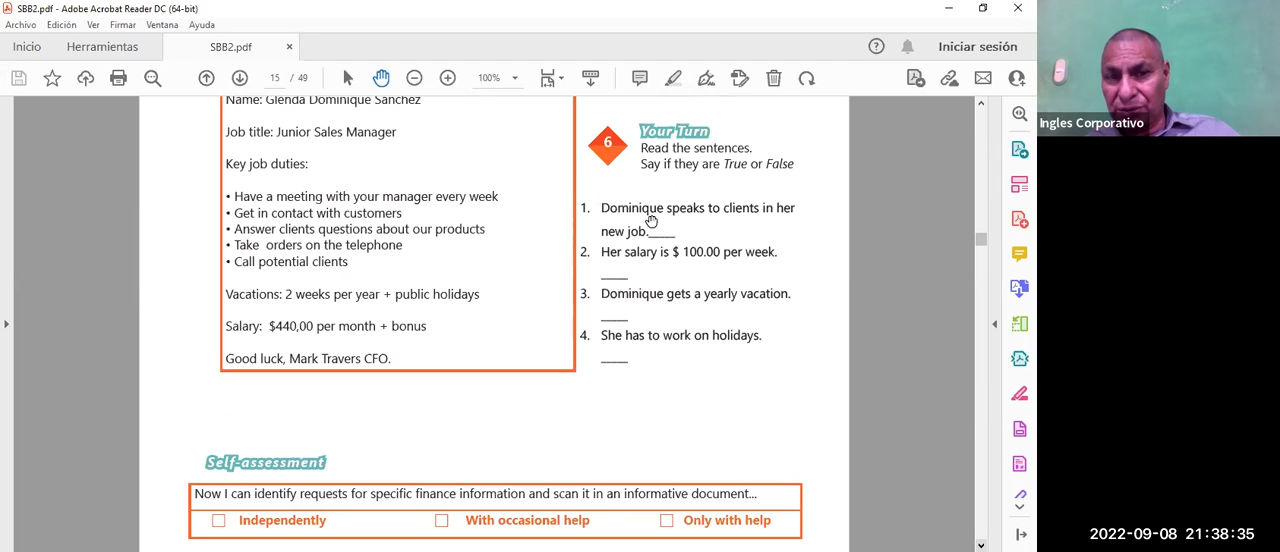 SBB2.pdf - Adobe Acrobat Reader DC (64-bit)
Archivo Edición Ver Firmar Ventana Ayuda
Inicio Herramientas SBB2.pdf × Iniciar sesión
15 / 49 100%
Name: Glenda Dominique Sanchez
Job title: Junior Sales Manager
Key job duties:
• Have a meeting with your manager every week
• Get in contact with customers
• Answer clients questions about our products
• Take orders on the telephone
• Call potential clients
Vacations: 2 weeks per year + public holidays
Salary: $440,00 per month + bonus
Good luck, Mark Travers CFO.
6
Your Turn
Read the sentences.
Say if they are True or False
1. Dominique speaks to clients in her
new job.____
2. Her salary is $ 100.00 per week.
____
3. Dominique gets a yearly vacation.
____
4. She has to work on holidays.
____
Self-assessment
Now I can identify requests for specific finance information and scan it in an informative document...
Independently With occasional help Only with help
Ingles Corporativo
2022-09-08 21:38:35